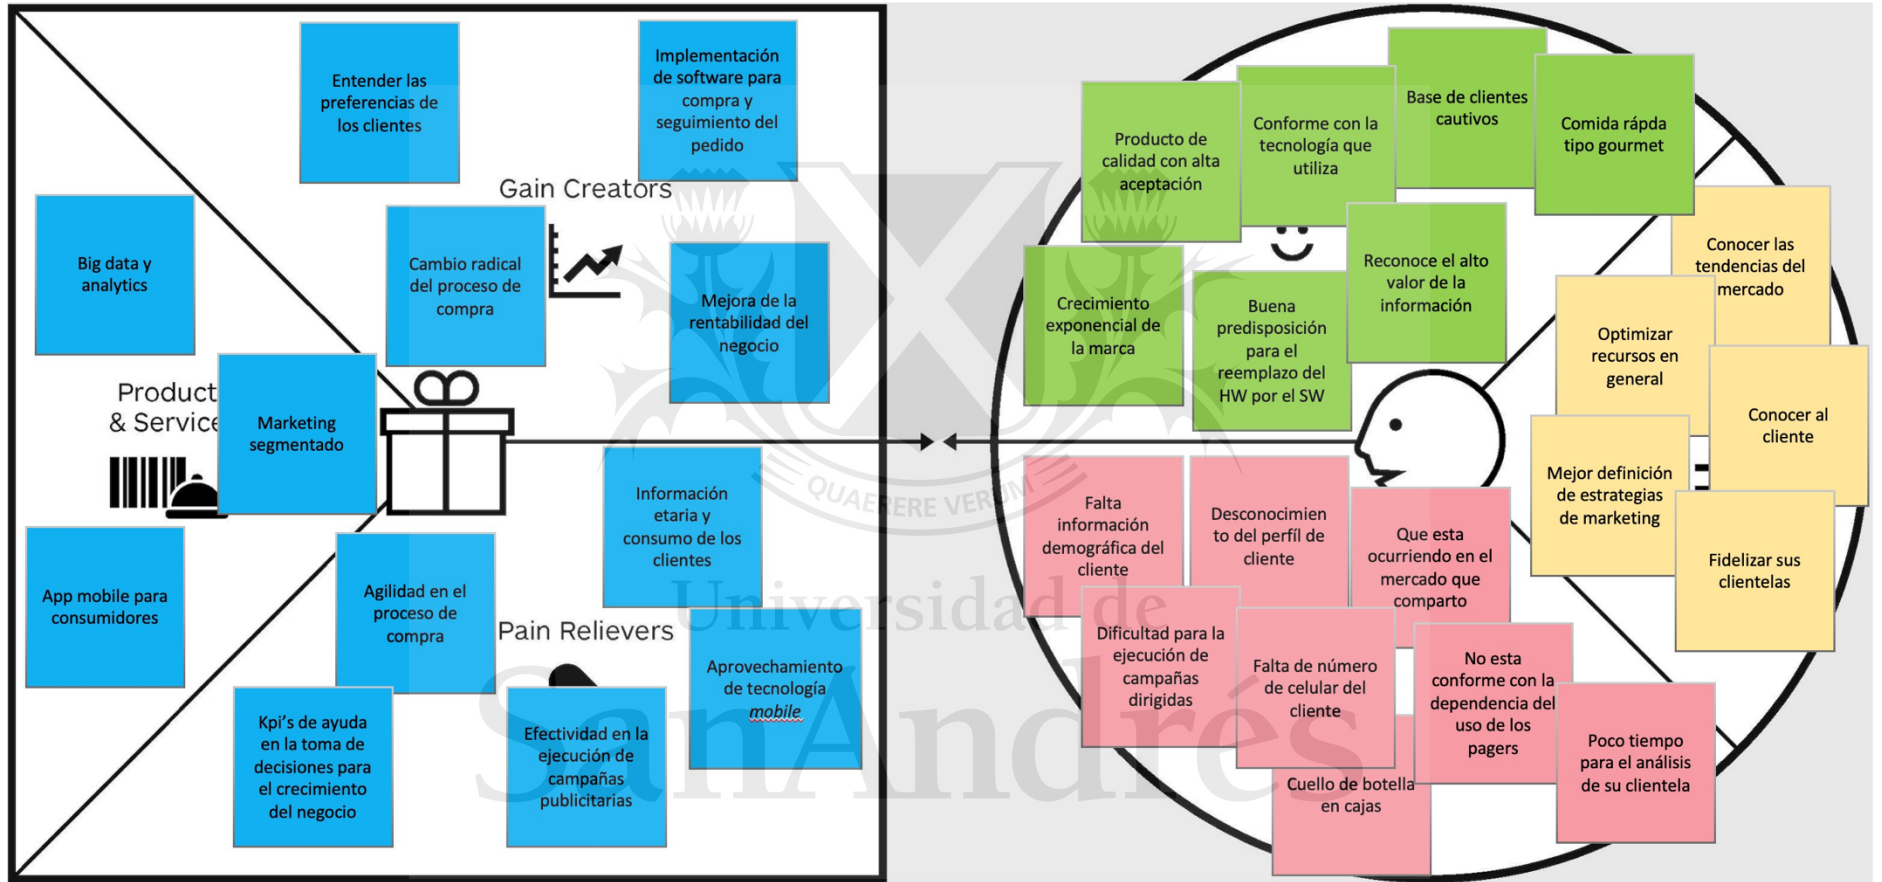 Entender las
preferencias de
los clientes
Implementación
de software para
compra y
seguimiento del
pedido
Gain Creators
Big data y
analytics
Cambio radical
del proceso de
compra
Mejora de la
rentabilidad del
negocio
Product
& Service
Marketing
segmentado
App mobile para
consumidores
Agilidad en el
proceso de
compra
Información
etaria y
consumo de los
clientes
Pain Relievers
Aprovechamiento
de tecnología
mobile
Kpi's de ayuda
en la toma de
decisiones para
el crecimiento
del negocio
Efectividad en la
ejecución de
campañas
publicitarias
Producto de
calidad con alta
aceptación
Conforme con la
tecnología que
utiliza
Base de clientes
cautivos
Comida rápda
tipo gourmet
Crecimiento
exponencial de
la marca
Buena
predisposición
para el
reemplazo del
HW por el SW
Reconoce el alto
valor de la
información
Conocer las
tendencias del
mercado
Optimizar
recursos en
general
Conocer al
cliente
Mejor definición
de estrategias
de marketing
Fidelizar sus
clientelas
Falta
información
demográfica del
cliente
Desconocimien
to del perfíl de
cliente
Que esta
ocurriendo en el
mercado que
comparto
Dificultad para la
ejecución de
campañas
dirigidas
Falta de número
de celular del
cliente
No esta
conforme con la
dependencia del
uso de los
pagers
Poco tiempo
para el análisis
de su clientela
Cuello de botella
en cajas
QUAERERE VERUM
Universidad de
SanAndrés